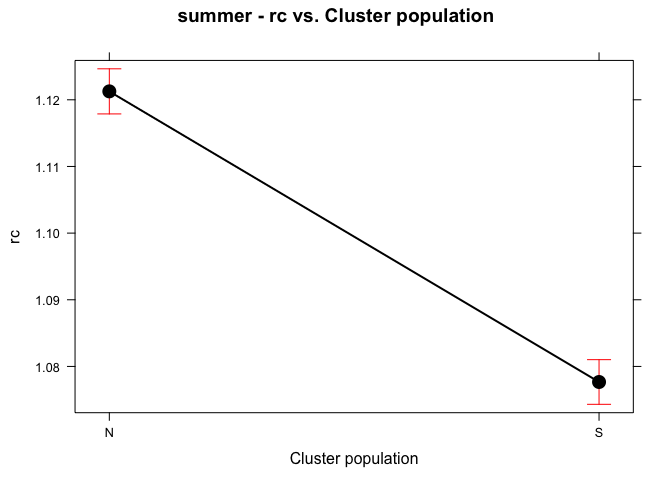 summer - rc vs. Cluster population
1.12
1.11
1.10
1.09
1.08
rc
N
S
Cluster population